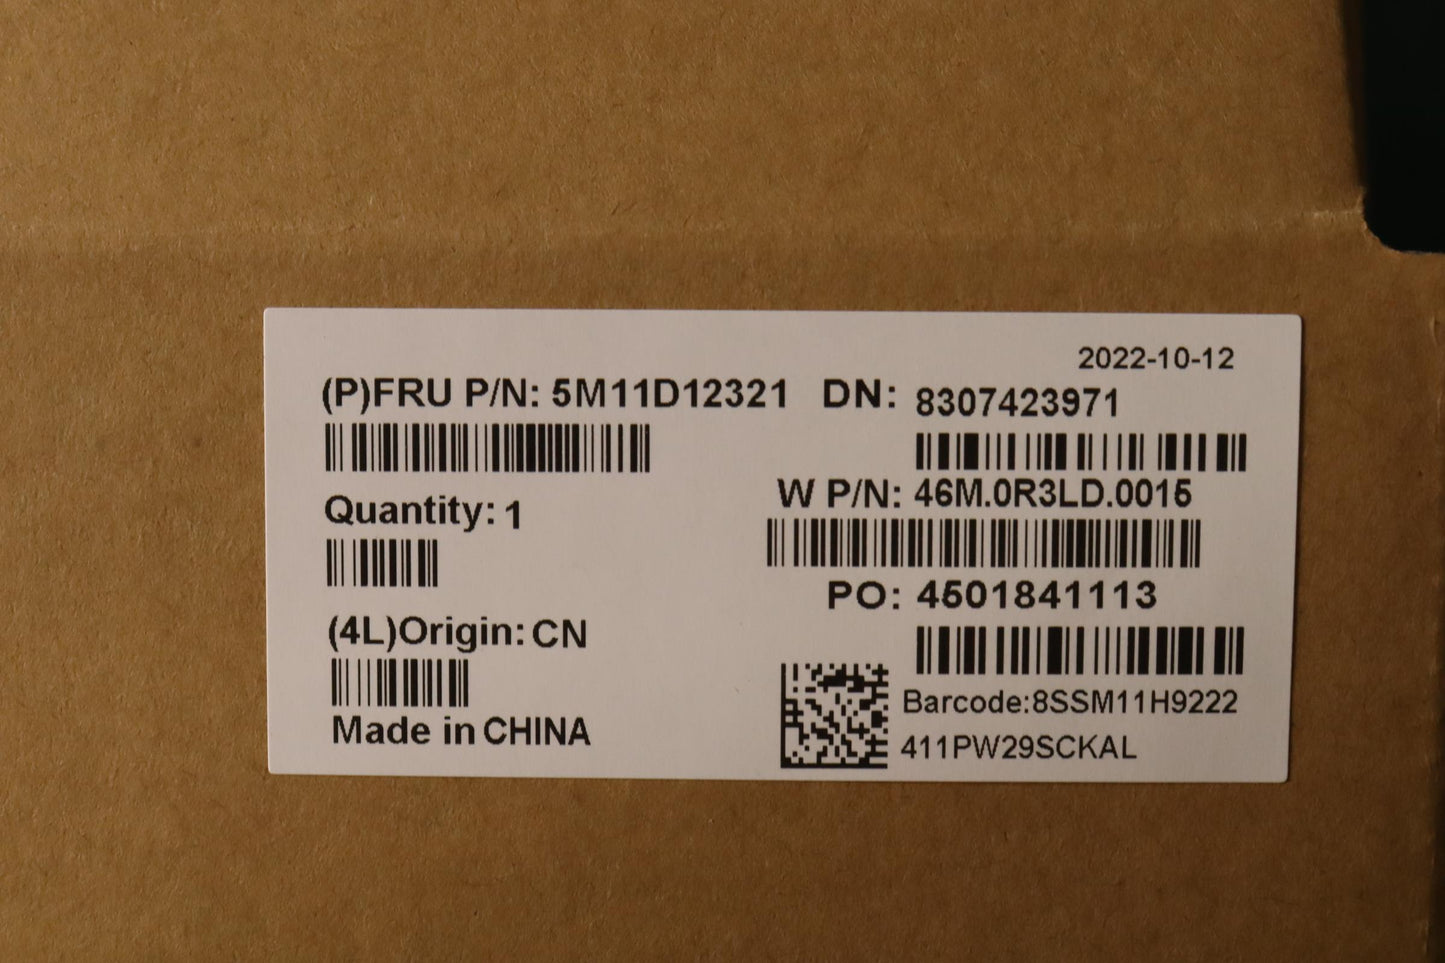 2022-10-12
(P)FRU P/N: 5M11D12321 DN: 8307423971
W P/N: 46M.0R3LD.0015
Quantity: 1
PO: 4501841113
(4L)Origin: CN
Barcode:8SSM11H9222
Made in CHINA
411PW29SCKAL